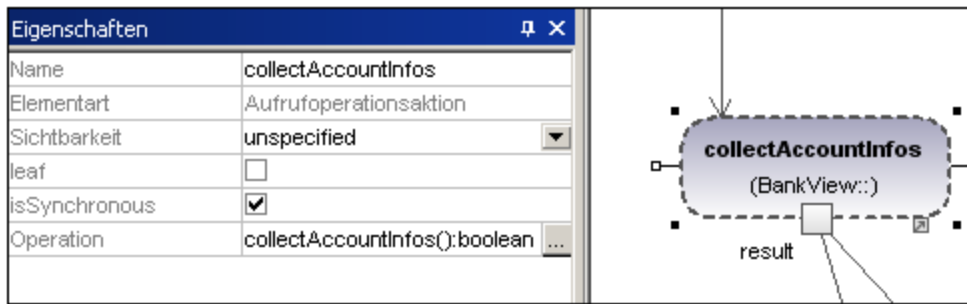 Eigenschaften
Name collectAccountInfos
Elementart Aufrufoperationsaktion
Sichtbarkeit unspecified
leaf
isSynchronous
Operation collectAccountInfos():boolean ...
collectAccountInfos
(BankView::)
result